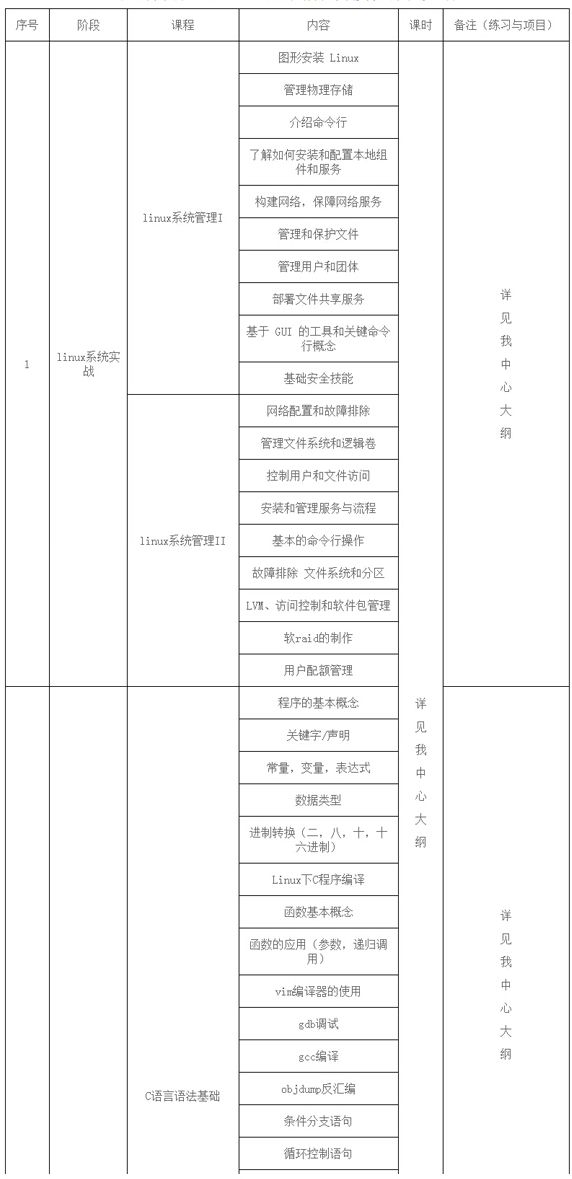 序号 阶段 课程 内容 课时 备注（练习与项目）
图形安装 Linux
管理物理存储
介绍命令行
了解如何安装和配置本地组
件和服务
构建网络，保障网络服务
linux系统管理I
管理和保护文件
管理用户和团体
部署文件共享服务
基于 GUI 的工具和关键命令
行概念
基础安全技能
1
linux系统实
战
网络配置和故障排除
管理文件系统和逻辑卷
控制用户和文件访问
安装和管理服务与流程
linux系统管理II
基本的命令行操作
故障排除 文件系统和分区
LVM、访问控制和软件包管理
软raid的制作
用户配额管理
详
见
我
中
心
大
纲
程序的基本概念
关键字/声明
常量，变量，表达式
数据类型
进制转换（二，八，十，十
六进制）
Linux下C程序编译
函数基本概念
函数的应用（参数，递归调
用）
vim编译器的使用
gdb调试
gcc编译
objdump反汇编
C语言语法基础
条件分支语句
循环控制语句
详
见
我
中
心
大
纲
详
见
我
中
心
大
纲